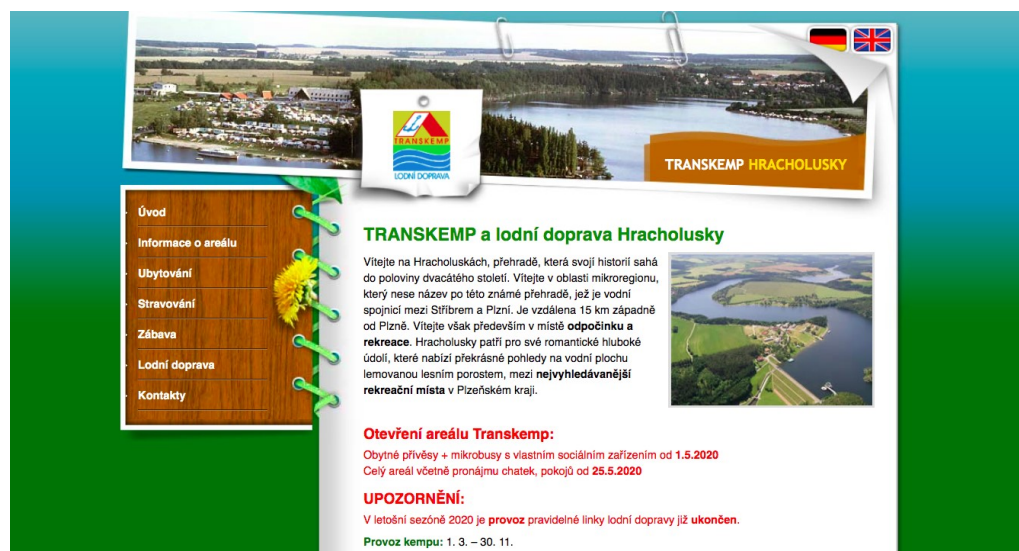 TRANSKEMP
LODNÍ DOPRAVA
TRANSKEMP HRACHOLUSKY
Úvod
Informace o areálu
Ubytování
Stravování
Zábava
Lodní doprava
Kontakty
TRANSKEMP a lodní doprava Hracholusky
Vítejte na Hracholuskách, přehradě, která svojí historií sahá
do poloviny dvacátého století. Vítejte v oblasti mikroregionu,
který nese název po této známé přehradě, jež je vodní
spojnicí mezi Stříbrem a Plzní. Je vzdálena 15 km západně
od Plzně. Vítejte však především v místě odpočinku a
rekreace. Hracholusky patří pro své romantické hluboké
údolí, které nabízí překrásné pohledy na vodní plochu
lemovanou lesním porostem, mezi nejvyhledávanější
rekreační místa v Plzeňském kraji.
Otevření areálu Transkemp:
Obytné přívěsy + mikrobusy s vlastním sociálním zařízením od 1.5.2020
Celý areál včetně pronájmu chatek, pokojů od 25.5.2020
UPOZORNĚNÍ:
V letošní sezóně 2020 je provoz pravidelné linky lodní dopravy již ukončen.
Provoz kempu: 1. 3. – 30. 11.